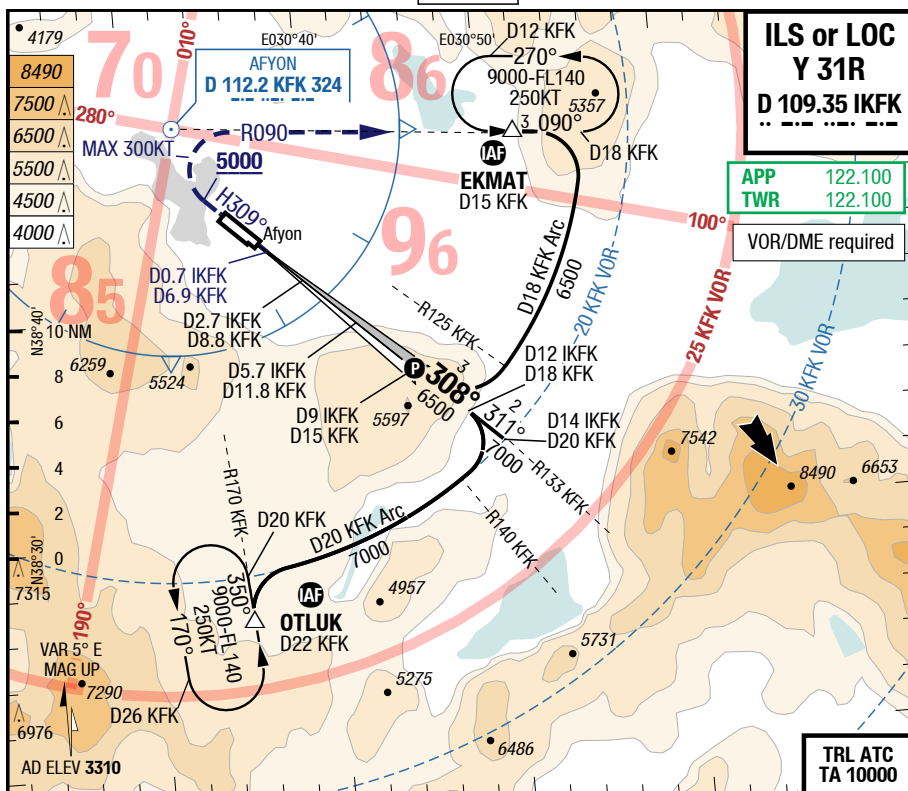 4179
70
010°
E030°40'
86
E030°50'
D12 KFK
270°
9000-FL140
250KT
5357
3
090°
D18 KFK
ILS or LOC
Y 31R
D 109.35 IKFK
8490
7500
6500
5500
4500
4000
280°
AFYON
D 112.2 KFK 324
R090
MAX 300KT
5000
H309°
IAF
EKMAT
D15 KFK
APP 122.100
TWR 122.100
VOR/DME required
100°
Afyon
96
85
D0.7 IKFK
D6.9 KFK
D2.7 IKFK
D8.8 KFK
D5.7 IKFK
D11.8 KFK
D9 IKFK
D15 KFK
D18 KFK Arc
6500
20 KFK VOR
25 KFK VOR
30 KFK VOR
R125 KFK
D12 IKFK
D18 KFK
P
3
308°
6500
2
311°
D14 IKFK
D20 KFK
7000
R133 KFK
R140 KFK
N38°40'
10 NM
8
6
4
2
0
N38°30'
6259
5524
5597
7542
8490
6653
R170 KFK
D20 KFK
D20 KFK Arc
7000
350°
9000-FL140
250KT
170°
IAF
OTLUK
D22 KFK
4957
5731
5275
6486
7315
190°
VAR 5° E
MAG UP
7290
D26 KFK
6976
AD ELEV 3310
TRL ATC
TA 10000